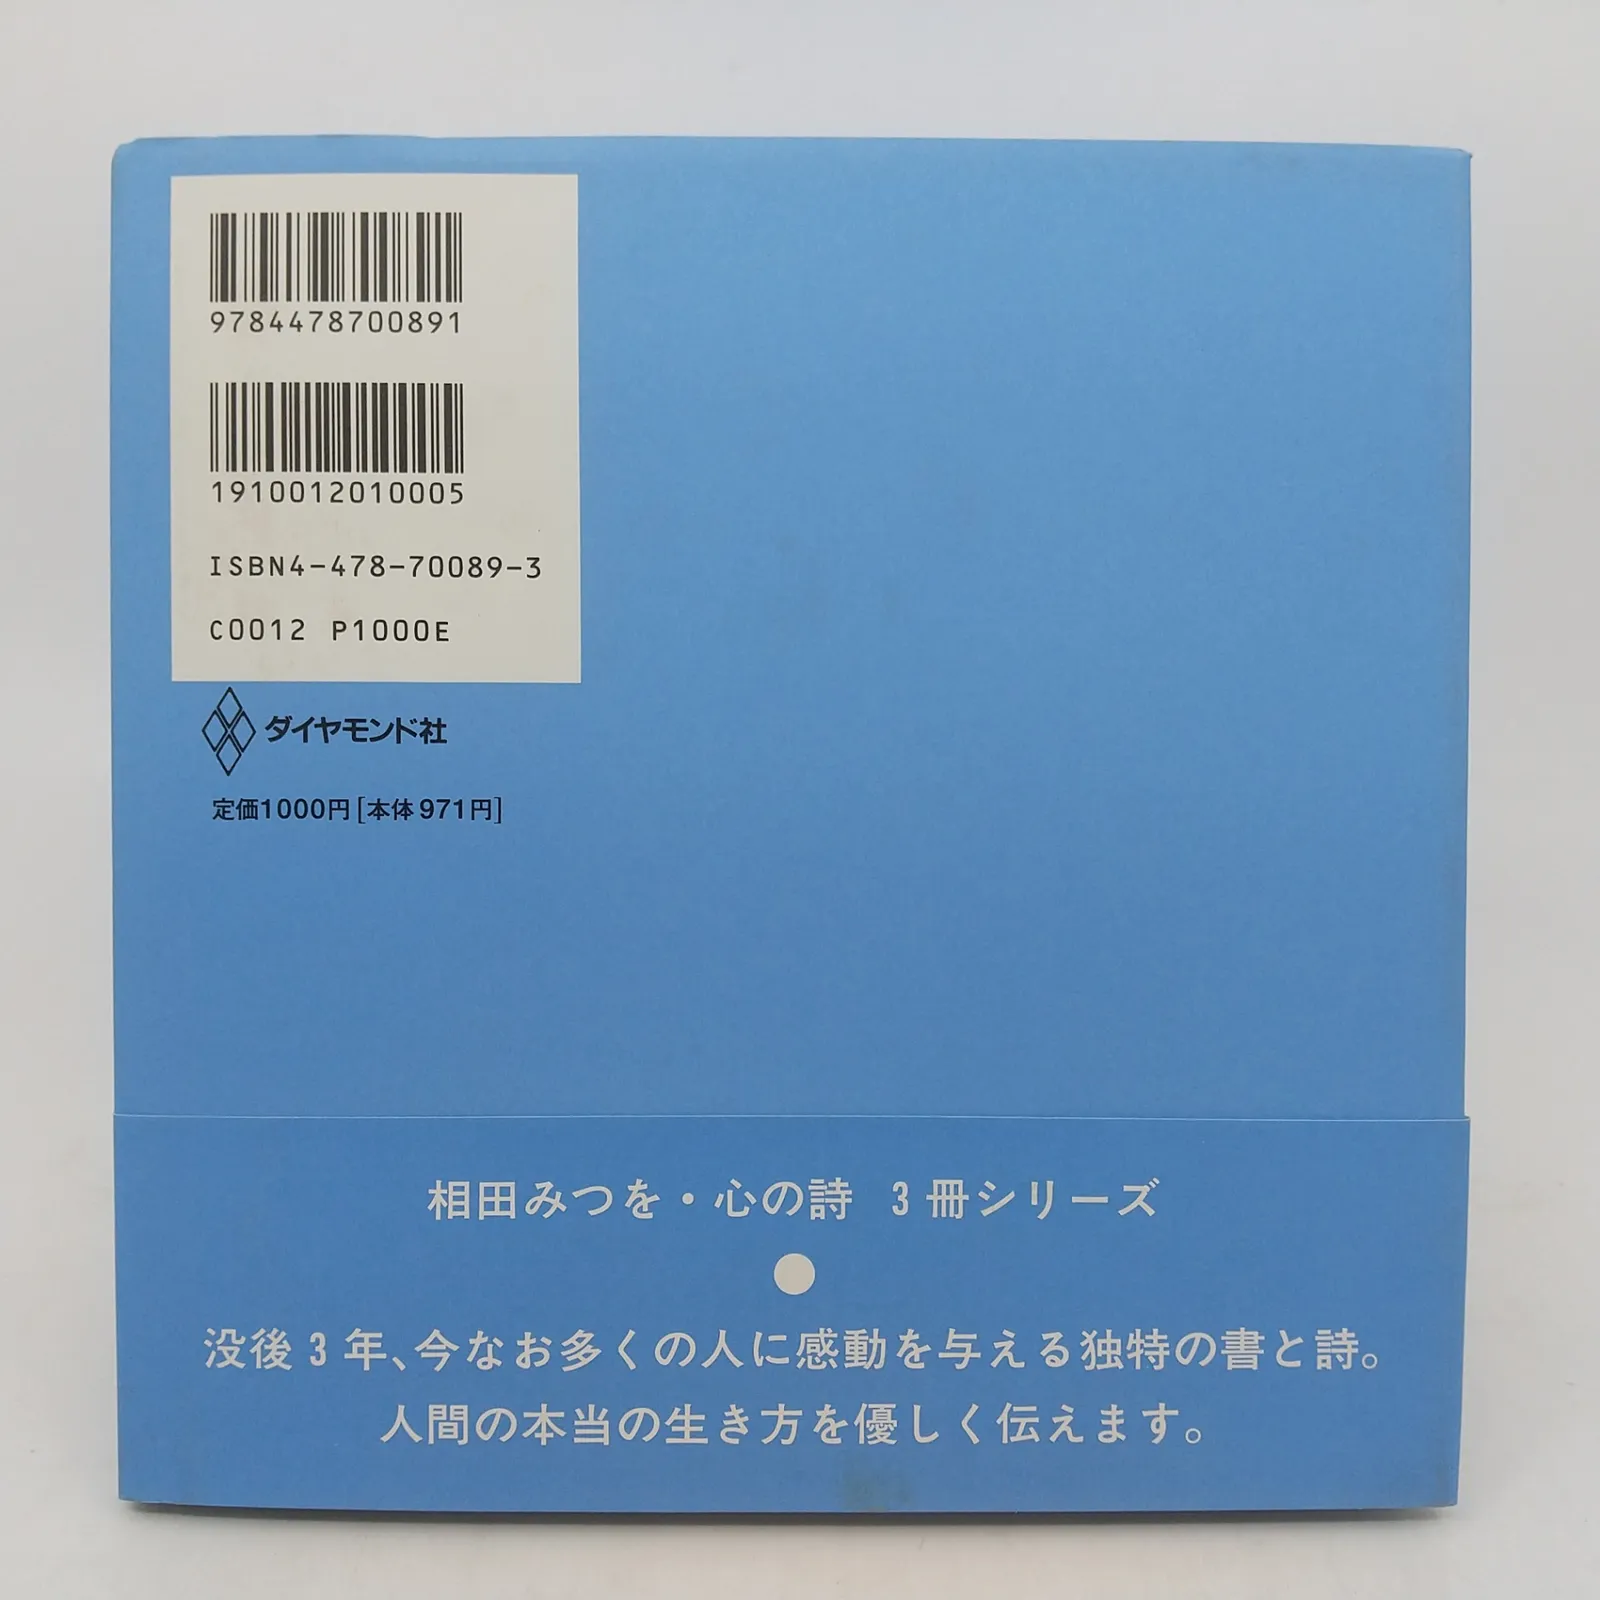 9784478700891
1910012010005
ISBN4-478-70089-3
C0012 P1000E
ダイヤモンド社
定価1000円[本体971円]
相田みつを・心の詩 3冊シリーズ
没後3年、今なお多くの人に感動を与える独特の書と詩。
人間の本当の生き方を優しく伝えます。